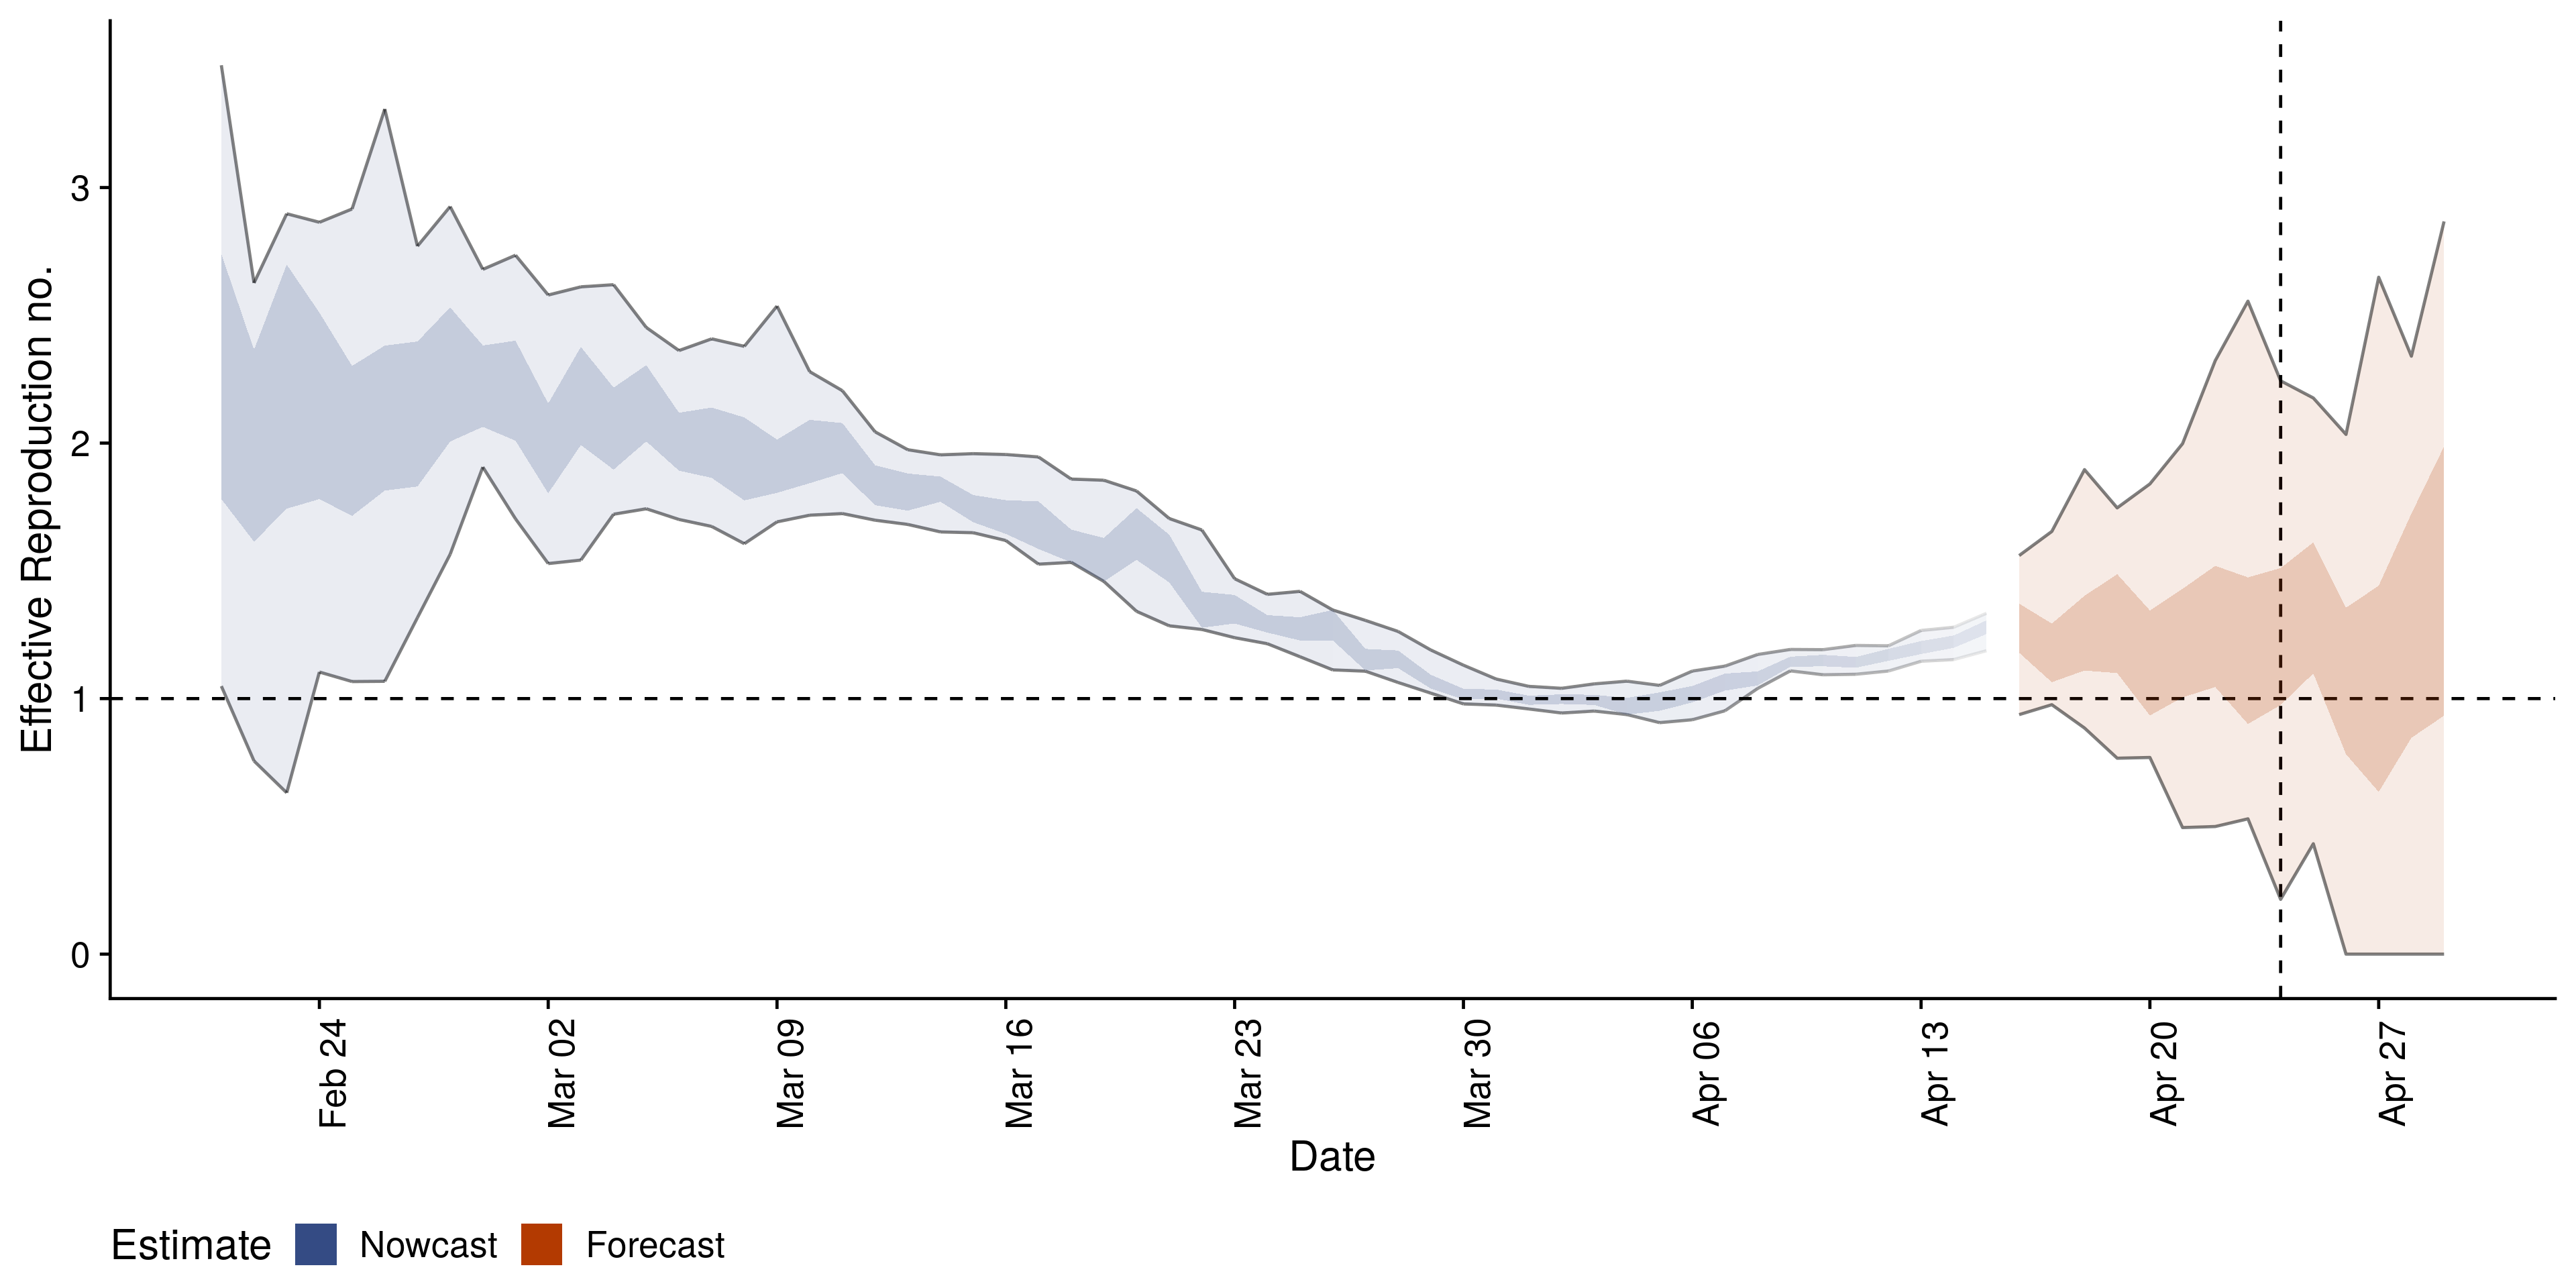 Effective Reproduction no.
3
2
1
0
Feb 24
Mar 02
Mar 09
Mar 16
Mar 23
Mar 30
Apr 06
Apr 13
Apr 20
Apr 27
Date
Estimate Nowcast Forecast